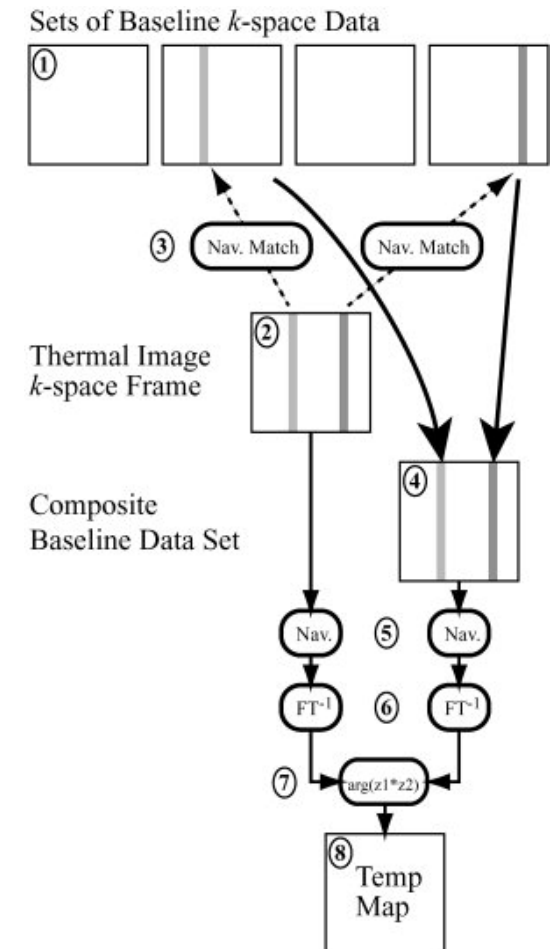 Sets of Baseline k-space Data
①
③ Nav. Match Nav. Match
②
Thermal Image
k-space Frame
④
Composite
Baseline Data Set
Nav. ⑤ Nav.
FT⁻¹ ⑥ FT⁻¹
⑦ arg(z1*z2)
⑧
Temp
Map